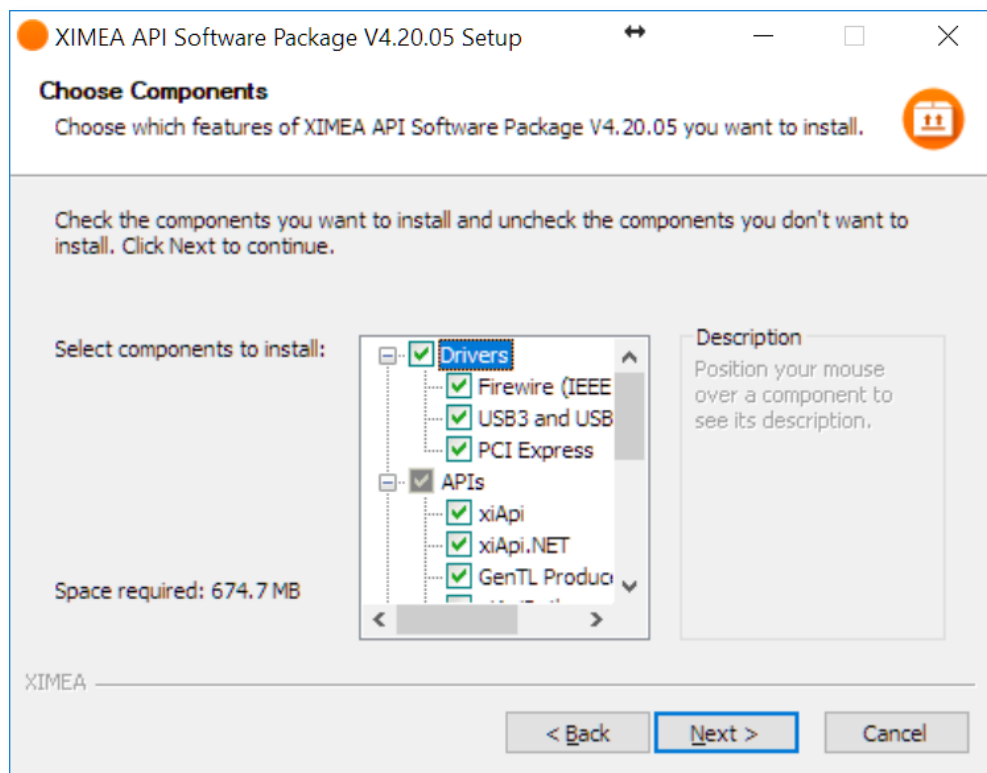 XIMEA API Software Package V4.20.05 Setup
Choose Components
Choose which features of XIMEA API Software Package V4.20.05 you want to install.
Check the components you want to install and uncheck the components you don't want to
install. Click Next to continue.
Select components to install:
Drivers
Firewire (IEEE
USB3 and USB
PCI Express
APIs
xiApi
xiApi.NET
GenTL Produc
Space required: 674.7 MB
Description
Position your mouse
over a component to
see its description.
XIMEA
< Back
Next >
Cancel